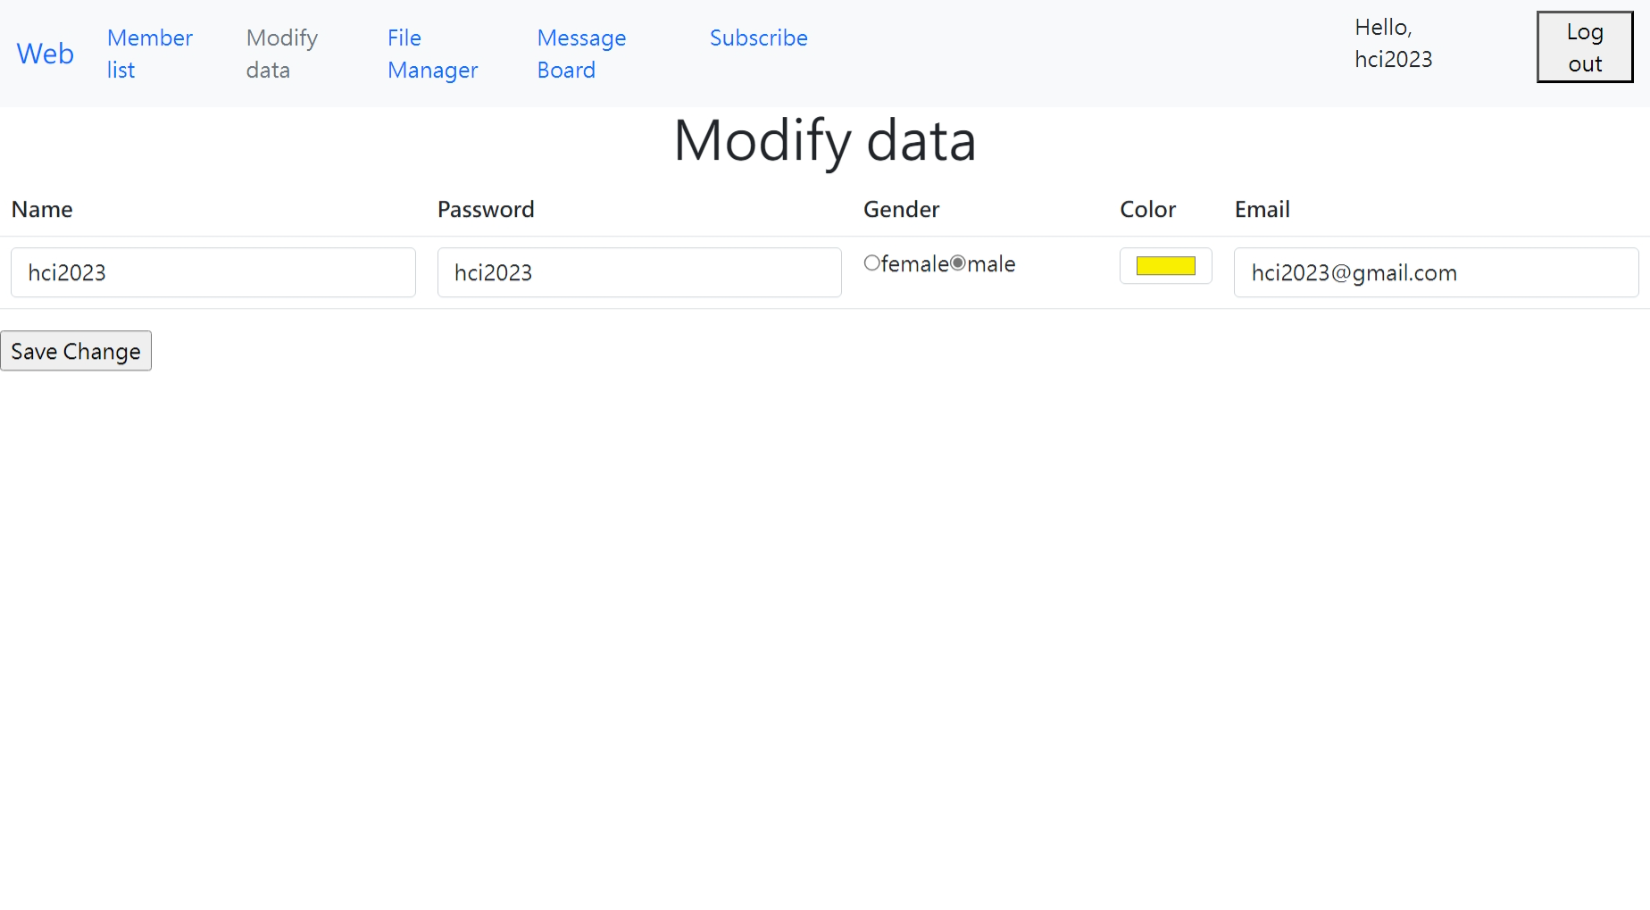 Web
Member
list
Modify
data
File
Manager
Message
Board
Subscribe
Hello,
hci2023
Log
out
Modify data
Name Password Gender Color Email
hci2023 hci2023 female male hci2023@gmail.com
Save Change